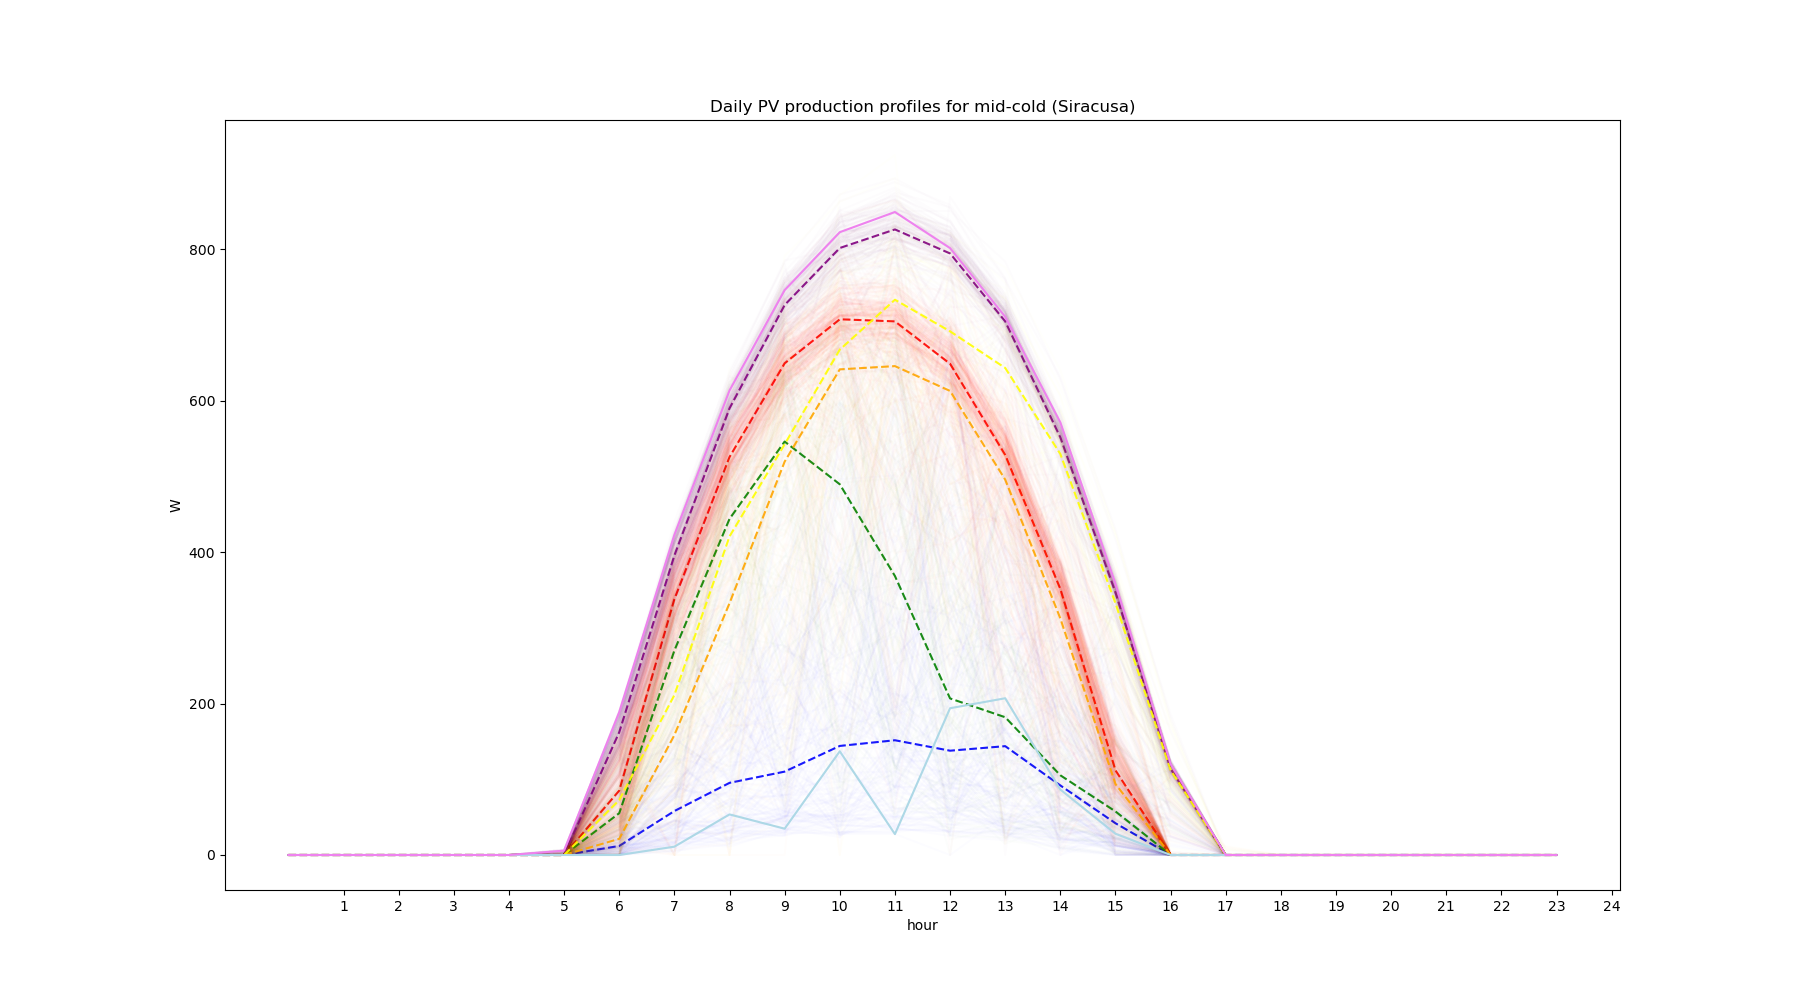 Daily PV production profiles for mid-cold (Siracusa)
W
800
600
400
200
0
1 2 3 4 5 6 7 8 9 10 11 12 13 14 15 16 17 18 19 20 21 22 23 24
hour